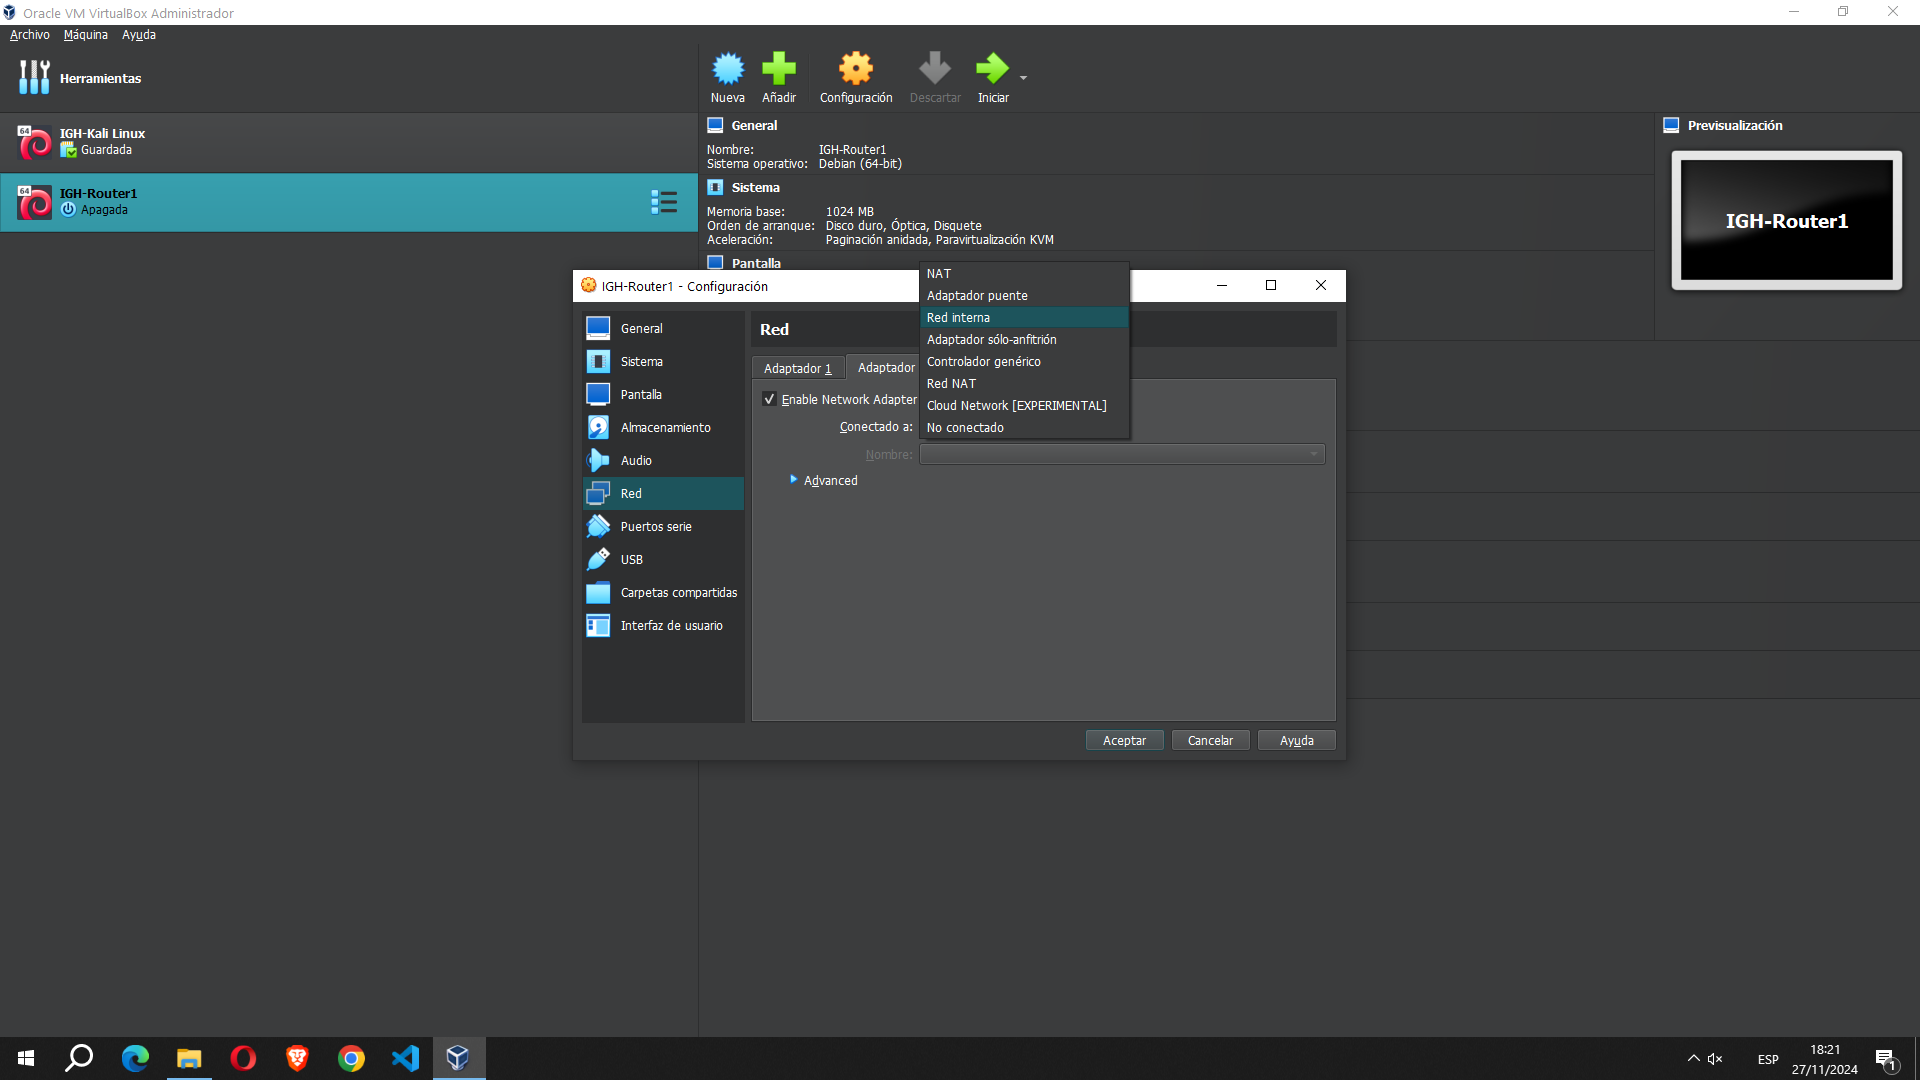 Oracle VM VirtualBox Administrador
Archivo Máquina Ayuda
Herramientas
64
IGH-Kali Linux
Guardada
64
IGH-Router1
Apagada
Nueva
Añadir
Configuración
Descartar
Iniciar
General
Nombre: IGH-Router1
Sistema operativo: Debian (64-bit)
Sistema
Memoria base: 1024 MB
Orden de arranque: Disco duro, Óptica, Disquete
Aceleración: Paginación anidada, Paravirtualización KVM
Pantalla
Previsualización
IGH-Router1
IGH-Router1 - Configuración
General
Sistema
Pantalla
Almacenamiento
Audio
Red
Puertos serie
USB
Carpetas compartidas
Interfaz de usuario
Red
Adaptador 1
Adaptador
Enable Network Adapter
Conectado a:
NAT
Adaptador puente
Red interna
Adaptador sólo-anfitrión
Controlador genérico
Red NAT
Cloud Network [EXPERIMENTAL]
No conectado
Nombre:
Advanced
Aceptar
Cancelar
Ayuda
ESP
18:21
27/11/2024
1